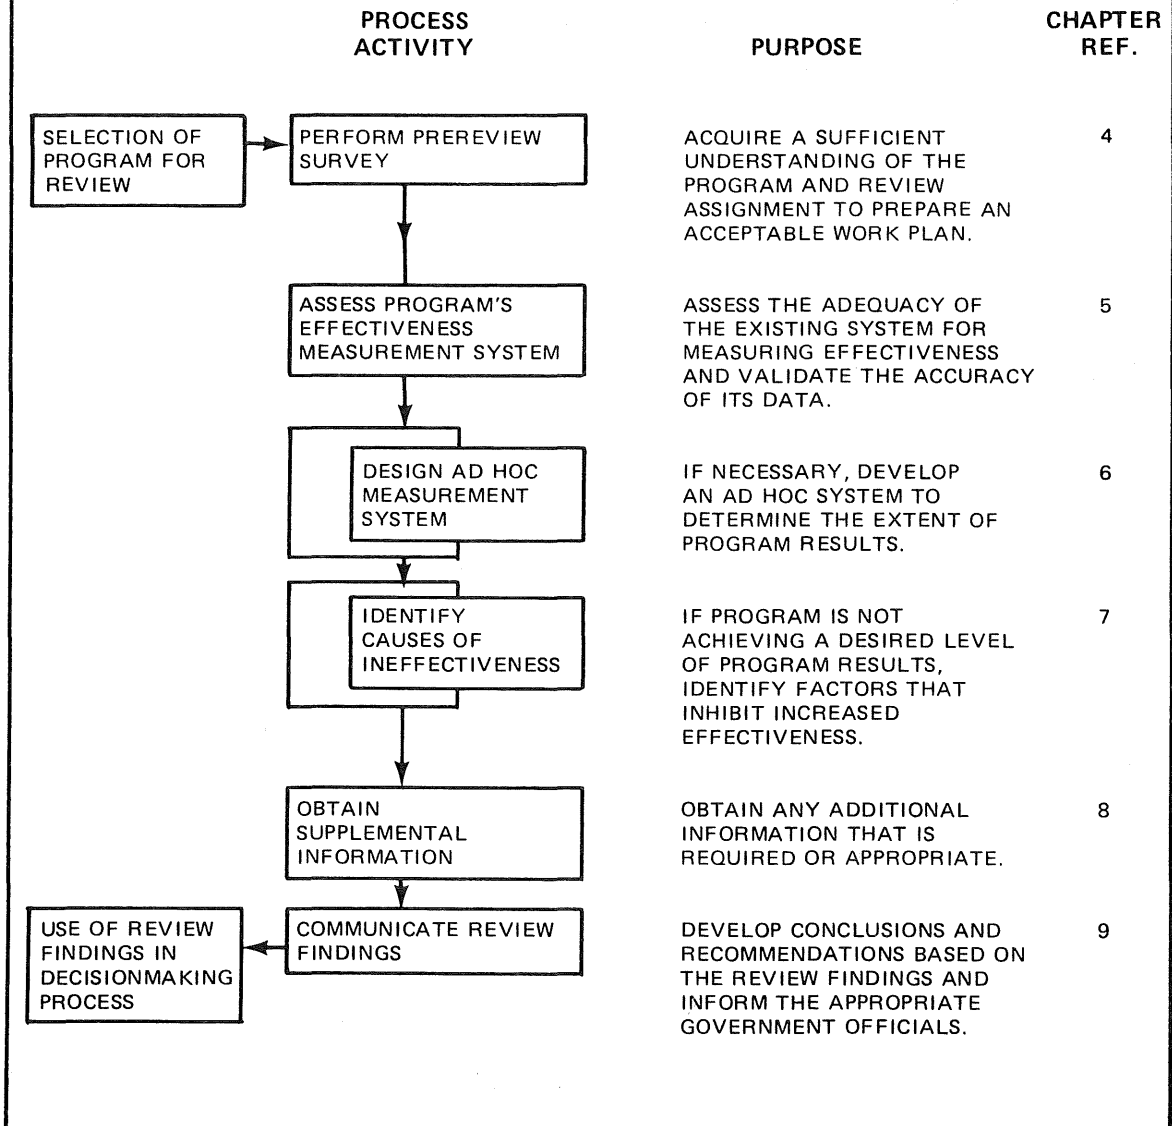 PROCESS
ACTIVITY
PURPOSE
CHAPTER
REF.
SELECTION OF
PROGRAM FOR
REVIEW
PERFORM PREREVIEW
SURVEY
ACQUIRE A SUFFICIENT
UNDERSTANDING OF THE
PROGRAM AND REVIEW
ASSIGNMENT TO PREPARE AN
ACCEPTABLE WORK PLAN.
4
ASSESS PROGRAM'S
EFFECTIVENESS
MEASUREMENT SYSTEM
ASSESS THE ADEQUACY OF
THE EXISTING SYSTEM FOR
MEASURING EFFECTIVENESS
AND VALIDATE THE ACCURACY
OF ITS DATA.
5
DESIGN AD HOC
MEASUREMENT
SYSTEM
IF NECESSARY, DEVELOP
AN AD HOC SYSTEM TO
DETERMINE THE EXTENT OF
PROGRAM RESULTS.
6
IDENTIFY
CAUSES OF
INEFFECTIVENESS
IF PROGRAM IS NOT
ACHIEVING A DESIRED LEVEL
OF PROGRAM RESULTS,
IDENTIFY FACTORS THAT
INHIBIT INCREASED
EFFECTIVENESS.
7
OBTAIN
SUPPLEMENTAL
INFORMATION
OBTAIN ANY ADDITIONAL
INFORMATION THAT IS
REQUIRED OR APPROPRIATE.
8
USE OF REVIEW
FINDINGS IN
DECISIONMAKING
PROCESS
COMMUNICATE REVIEW
FINDINGS
DEVELOP CONCLUSIONS AND
RECOMMENDATIONS BASED ON
THE REVIEW FINDINGS AND
INFORM THE APPROPRIATE
GOVERNMENT OFFICIALS.
9